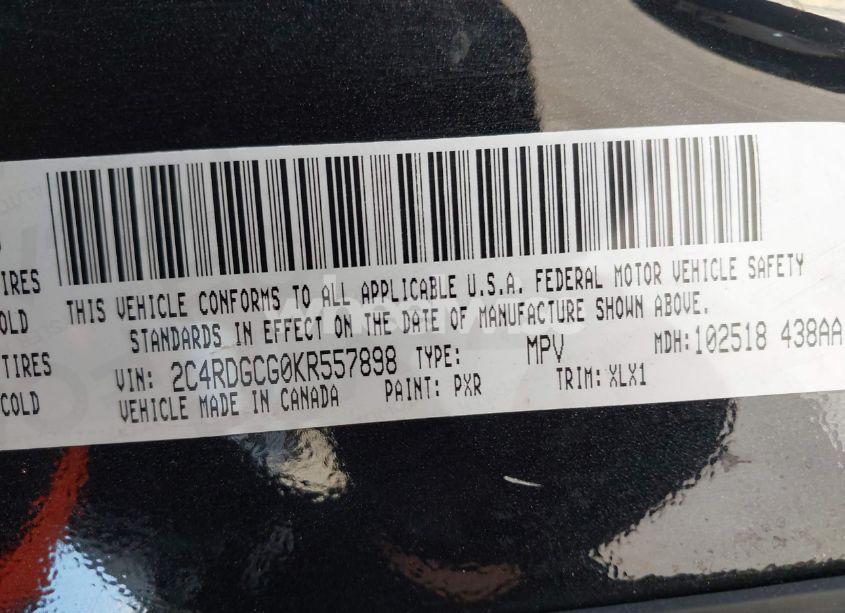 TIRES
OLD
TIRES
COLD
THIS VEHICLE CONFORMS TO ALL APPLICABLE U.S.A. FEDERAL MOTOR VEHICLE SAFETY
STANDARDS IN EFFECT ON THE DATE OF MANUFACTURE SHOWN ABOVE.
VIN: 2C4RDGCG0KR557898 TYPE: MPV MDH:102518 438AA
VEHICLE MADE IN CANADA PAINT: PXR TRIM: XLX1